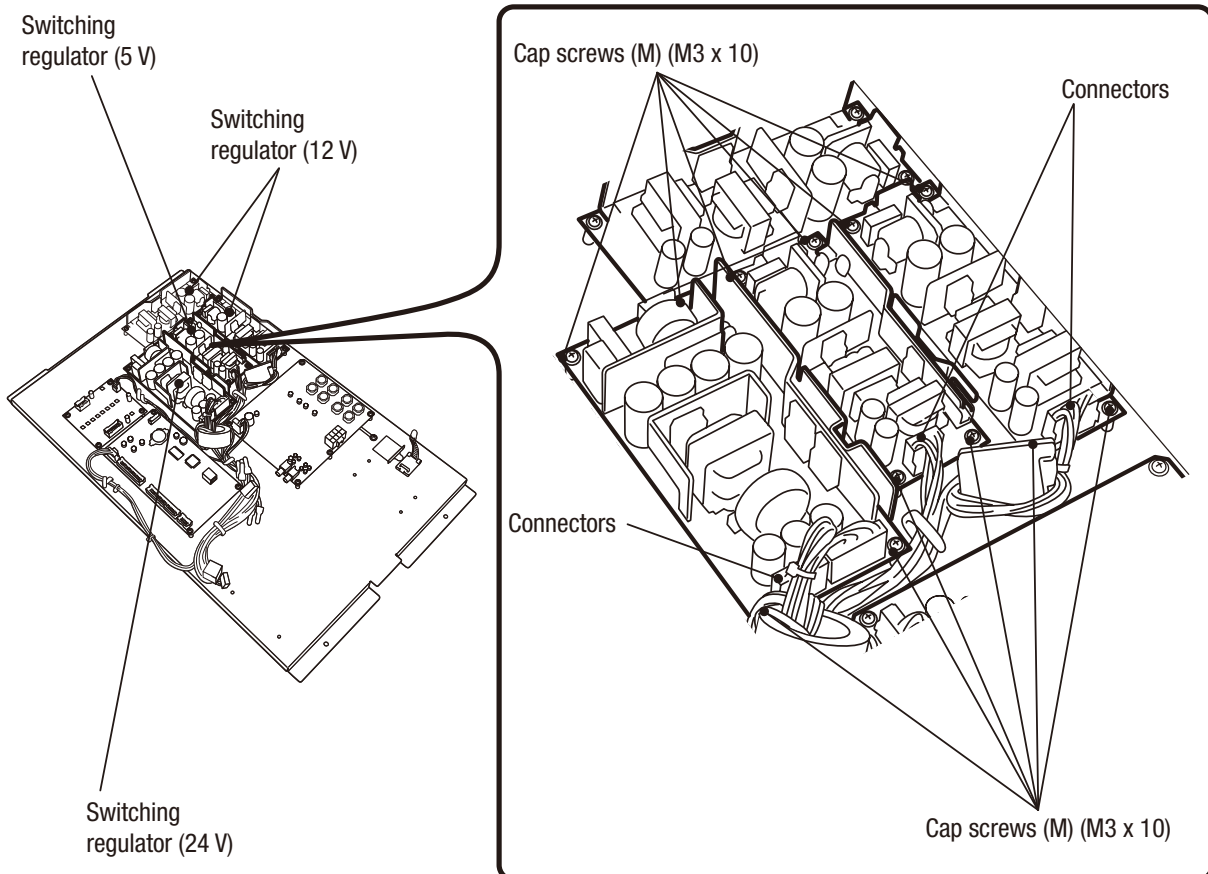 Switching
regulator (5 V)
Switching
regulator (12 V)
Cap screws (M) (M3 x 10)
Connectors
Connectors
Switching
regulator (24 V)
Cap screws (M) (M3 x 10)